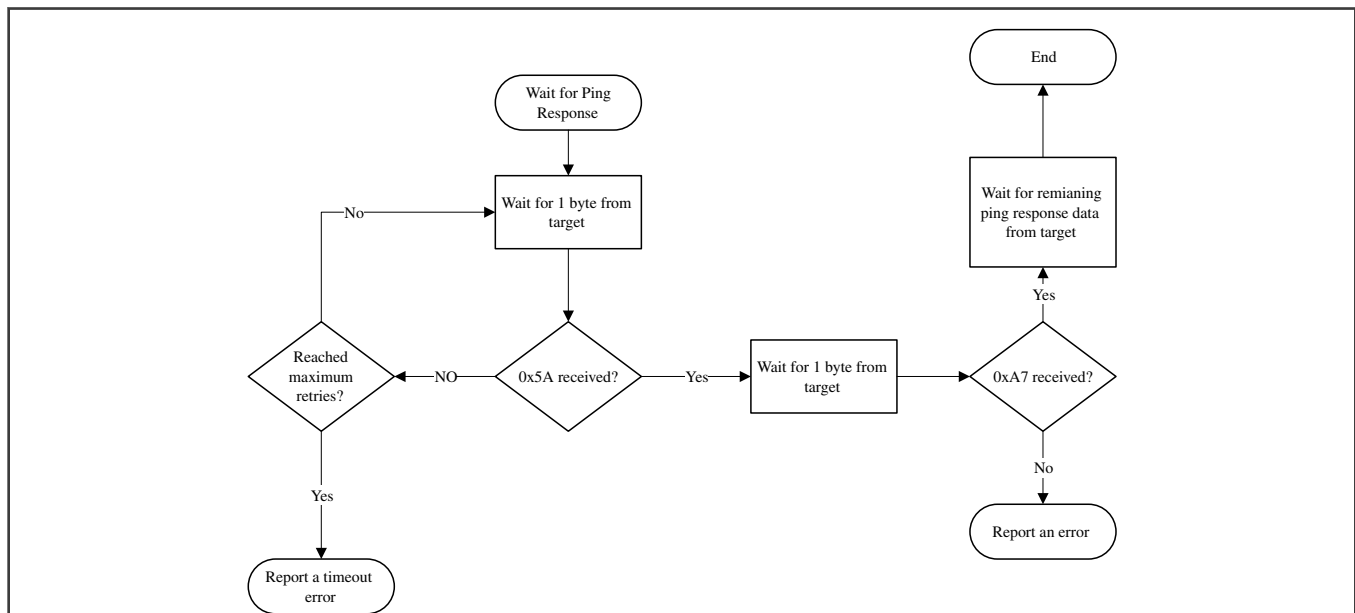 End
Wait for Ping
Response
Wait for remianing
ping response data
from target
Wait for 1 byte from
target
No
Yes
Reached
maximum
retries?
NO
0x5A received?
Yes
Wait for 1 byte from
target
0xA7 received?
No
Yes
Report an error
Report a timeout
error